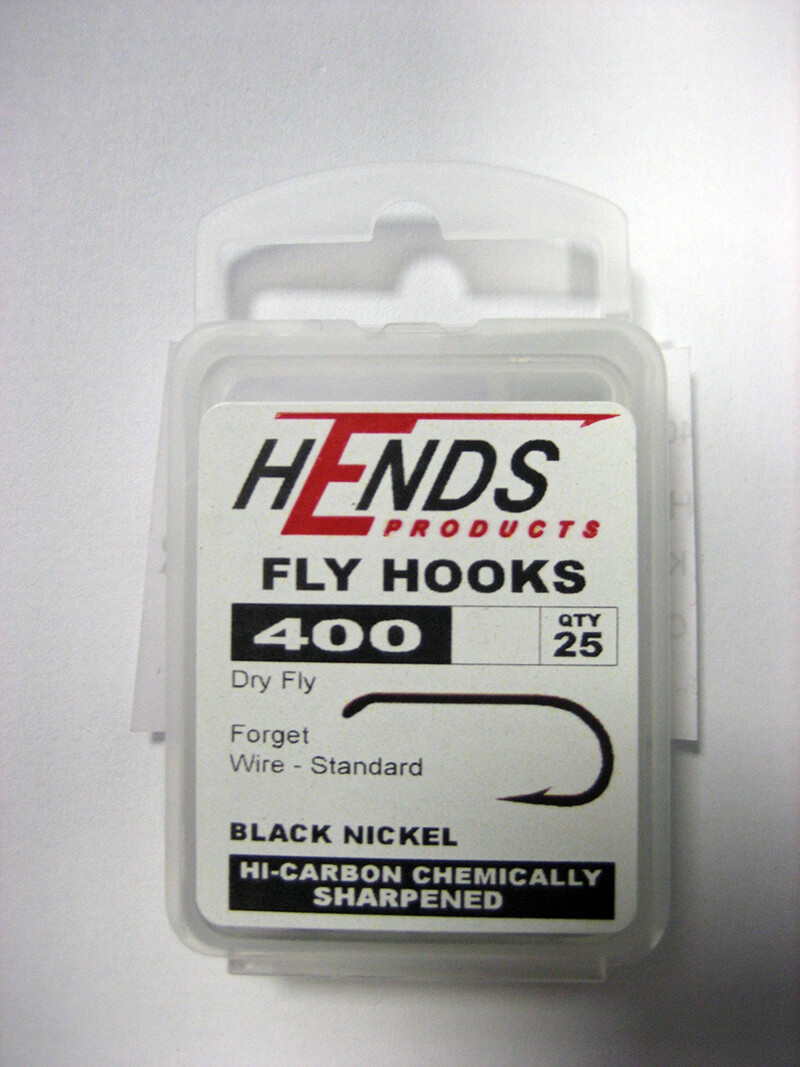 HENDS
PRODUCTS
FLY HOOKS
400
QTY
25
Dry Fly
Forget
Wire - Standard
BLACK NICKEL
HI-CARBON CHEMICALLY
SHARPENED